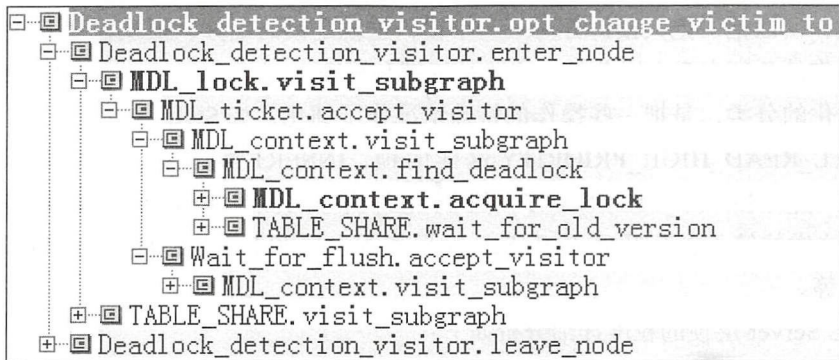 Deadlock_detection_visitor.opt_change_victim_to
Deadlock_detection_visitor.enter_node
MDL_lock.visit_subgraph
MDL_ticket.accept_visitor
MDL_context.visit_subgraph
MDL_context.find_deadlock
MDL_context.acquire_lock
TABLE_SHARE.wait_for_old_version
Wait_for_flush.accept_visitor
MDL_context.visit_subgraph
TABLE_SHARE.visit_subgraph
Deadlock_detection_visitor.leave_node